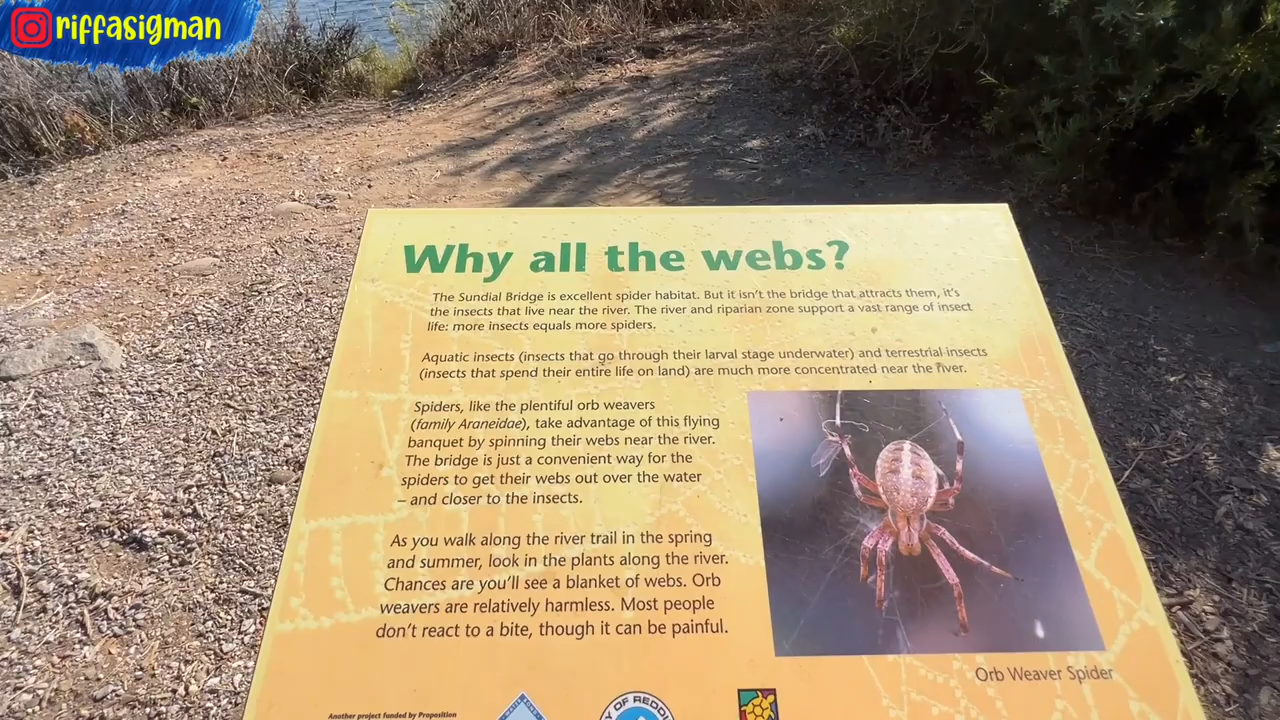 riffasigman
Why all the webs?
The Sundial Bridge is excellent spider habitat. But it isn't the bridge that attracts them, it's
the insects that live near the river. The river and riparian zone support a vast range of insect
life: more insects equals more spiders.
Aquatic insects (insects that go through their larval stage underwater) and terrestrial insects
(insects that spend their entire life on land) are much more concentrated near the river.
Spiders, like the plentiful orb weavers
(family Araneidae), take advantage of this flying
banquet by spinning their webs near the river.
The bridge is just a convenient way for the
spiders to get their webs out over the water
– and closer to the insects.
As you walk along the river trail in the spring
and summer, look in the plants along the river.
Chances are you'll see a blanket of webs. Orb
weavers are relatively harmless. Most people
don't react to a bite, though it can be painful.
Orb Weaver Spider
Another project funded by Proposition